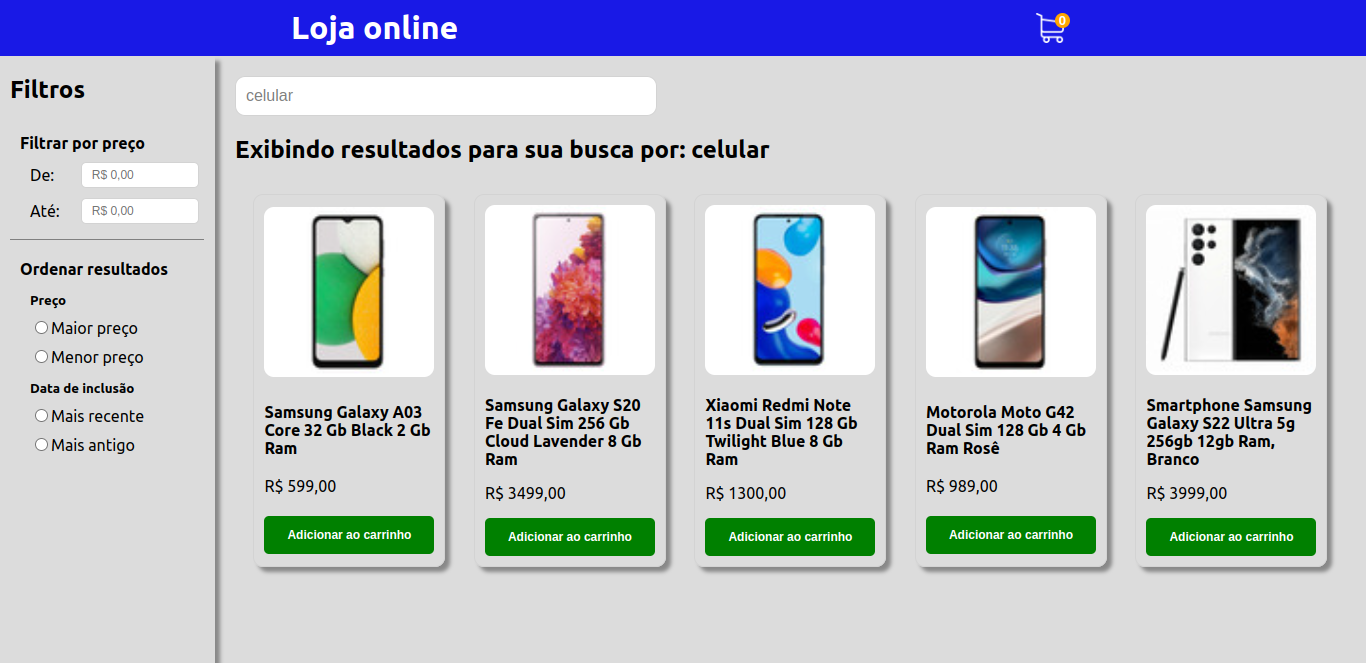 Loja online
0
Filtros
Filtrar por preço
De:
R$ 0,00
Até:
R$ 0,00
Ordenar resultados
Preço
Maior preço
Menor preço
Data de inclusão
Mais recente
Mais antigo
celular
Exibindo resultados para sua busca por: celular
Samsung Galaxy A03
Core 32 Gb Black 2 Gb
Ram
R$ 599,00
Adicionar ao carrinho
Samsung Galaxy S20
Fe Dual Sim 256 Gb
Cloud Lavender 8 Gb
Ram
R$ 3499,00
Adicionar ao carrinho
Xiaomi Redmi Note
11s Dual Sim 128 Gb
Twilight Blue 8 Gb
Ram
R$ 1300,00
Adicionar ao carrinho
Motorola Moto G42
Dual Sim 128 Gb 4 Gb
Ram Rosê
R$ 989,00
Adicionar ao carrinho
Smartphone Samsung
Galaxy S22 Ultra 5g
256gb 12gb Ram,
Branco
R$ 3999,00
Adicionar ao carrinho